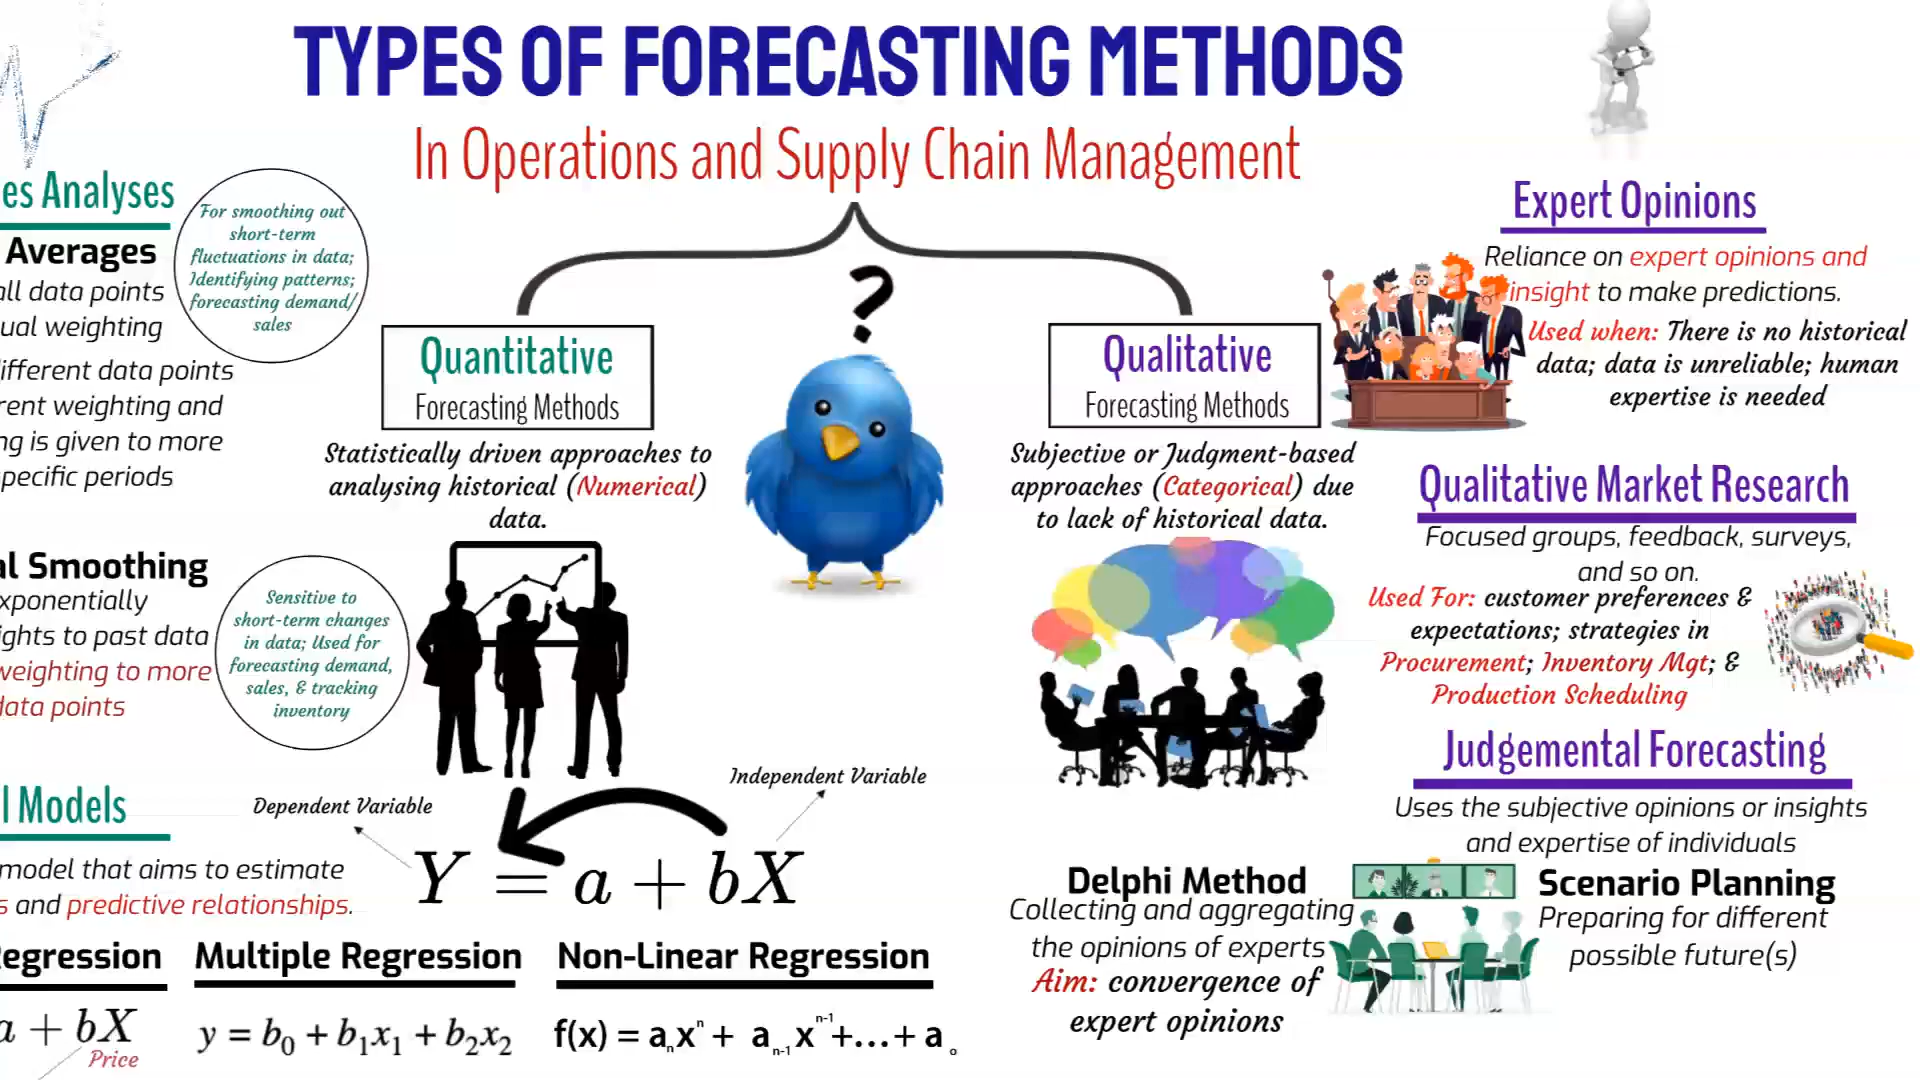 TYPES OF FORECASTING METHODS
In Operations and Supply Chain Management
es Analyses
Averages
all data points
ual weighting
ifferent data points
rent weighting and
ng is given to more
pecific periods
For smoothing out
short-term
fluctuations in data;
Identifying patterns;
forecasting demand/
sales
al Smoothing
xponentially
ights to past data
weighting to more
data points
Sensitive to
short-term changes
in data; Used for
forecasting demand,
sales, & tracking
inventory
l Models
model that aims to estimate
s and predictive relationships.
Regression
a + bX
Price
Multiple Regression
y = b₀ + b₁x₁ + b₂x₂
Non-Linear Regression
f(x) = aₙxⁿ + aₙ₋₁xⁿ⁻¹+...+ a₀
Quantitative
Forecasting Methods
Statistically driven approaches to
analysing historical (Numerical)
data.
Dependent Variable
Independent Variable
Y = a + bX
?
Qualitative
Forecasting Methods
Subjective or Judgment-based
approaches (Categorical) due
to lack of historical data.
Expert Opinions
Reliance on expert opinions and
insight to make predictions.
Used when: There is no historical
data; data is unreliable; human
expertise is needed
Qualitative Market Research
Focused groups, feedback, surveys,
and so on.
Used For: customer preferences &
expectations; strategies in
Procurement; Inventory Mgt; &
Production Scheduling
Judgemental Forecasting
Uses the subjective opinions or insights
and expertise of individuals
Delphi Method
Collecting and aggregating
the opinions of experts
Aim: convergence of
expert opinions
Scenario Planning
Preparing for different
possible future(s)